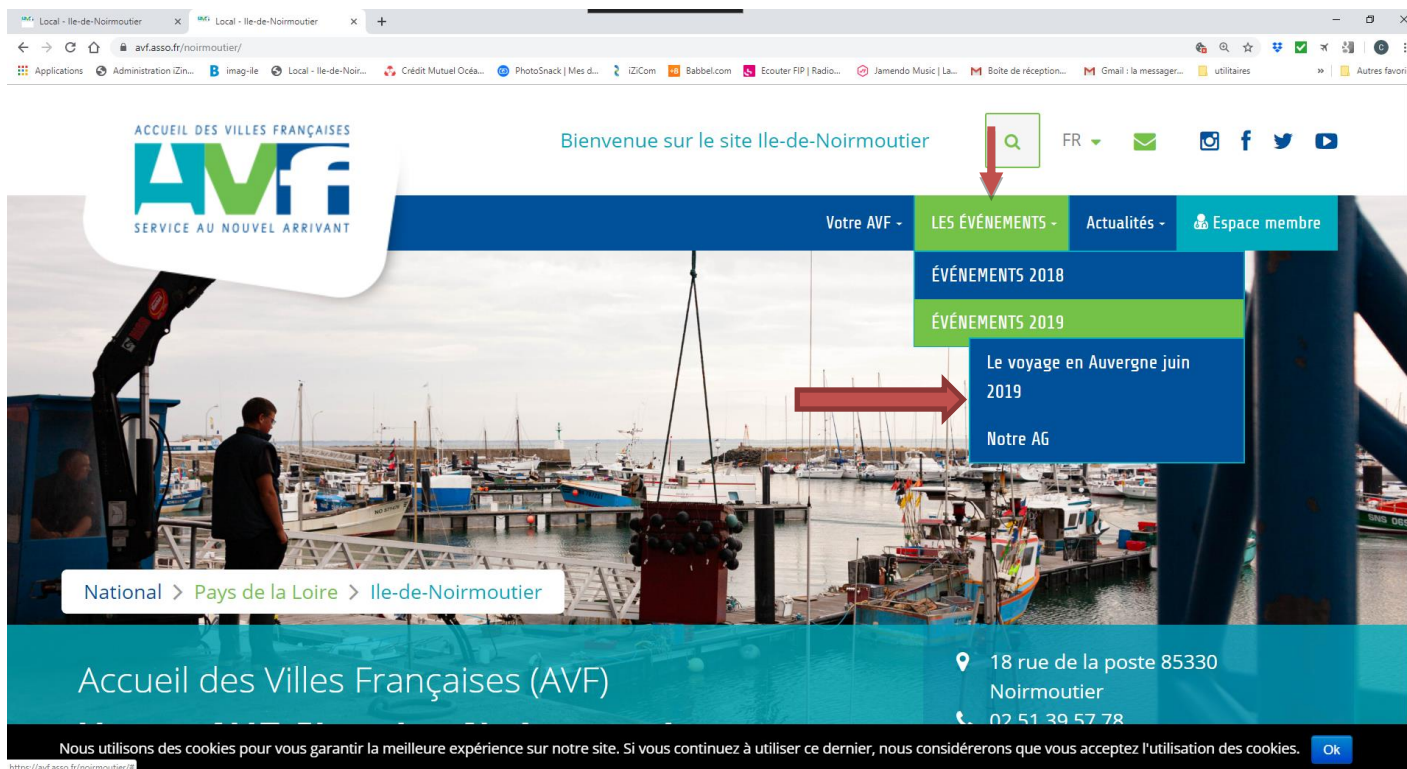 Local - Ile-de-Noirmoutier
Local - Ile-de-Noirmoutier
avf.asso.fr/noirmoutier/
Applications Administration iZin... imag-ile Local - Ile-de-Noir... Crédit Mutuel Océa... PhotoSnack | Mes d... iZiCom Babbel.com Ecouter FIP | Radio... Jamendo Music | La... Boîte de réception... Gmail : la messager... utilitaires » Autres favori
ACCUEIL DES VILLES FRANÇAISES
AVF
SERVICE AU NOUVEL ARRIVANT
Bienvenue sur le site Ile-de-Noirmoutier
FR
Votre AVF
LES ÉVÉNEMENTS
Actualités
Espace membre
ÉVÉNEMENTS 2018
ÉVÉNEMENTS 2019
Le voyage en Auvergne juin
2019
Notre AG
National > Pays de la Loire > Ile-de-Noirmoutier
Accueil des Villes Françaises (AVF)
18 rue de la poste 85330
Noirmoutier
02 51 39 57 78
Nous utilisons des cookies pour vous garantir la meilleure expérience sur notre site. Si vous continuez à utiliser ce dernier, nous considérerons que vous acceptez l'utilisation des cookies. Ok
https://avf.asso.fr/noirmoutier/#